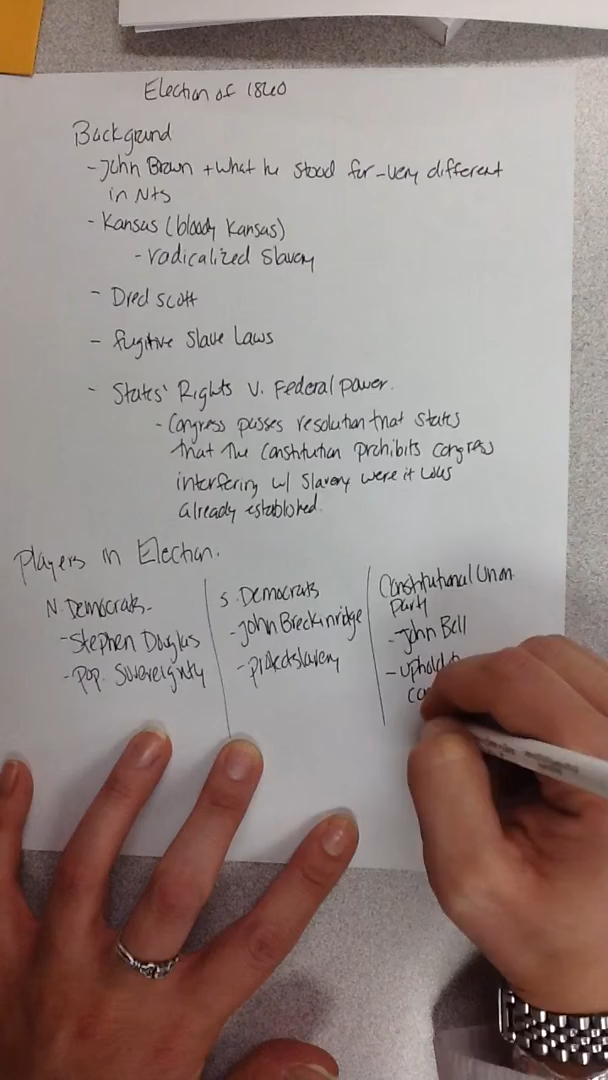 Election of 1860
Background
- John Brown + what he stood for - very different
in Nts
- Kansas (bloody Kansas)
- radicalized Slavery
- Dred scott
- fugitive Slave Laws
- States' Rights V. Federal power.
- Congress passes resolution that states
that the Constitution prohibits congress
interfering w/ Slavery were it was
already established.
Players in Election.
N. Democrats-
- Stephen Douglas
- Pop. Sovereignty
S. Democrats
- John Breckinridge
- protect slavery
Constitutional Union
Party
- John Bell
- uphold